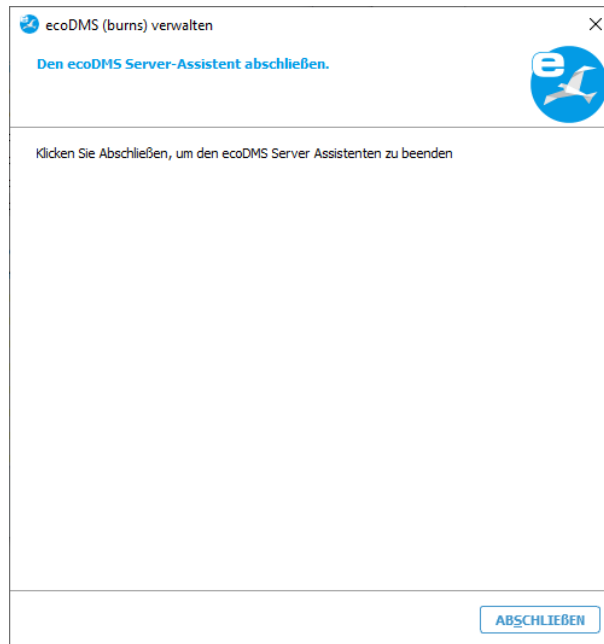 ecoDMS (burns) verwalten
Den ecoDMS Server-Assistent abschließen.
e
Klicken Sie Abschließen, um den ecoDMS Server Assistenten zu beenden
ABSCHLIEßEN